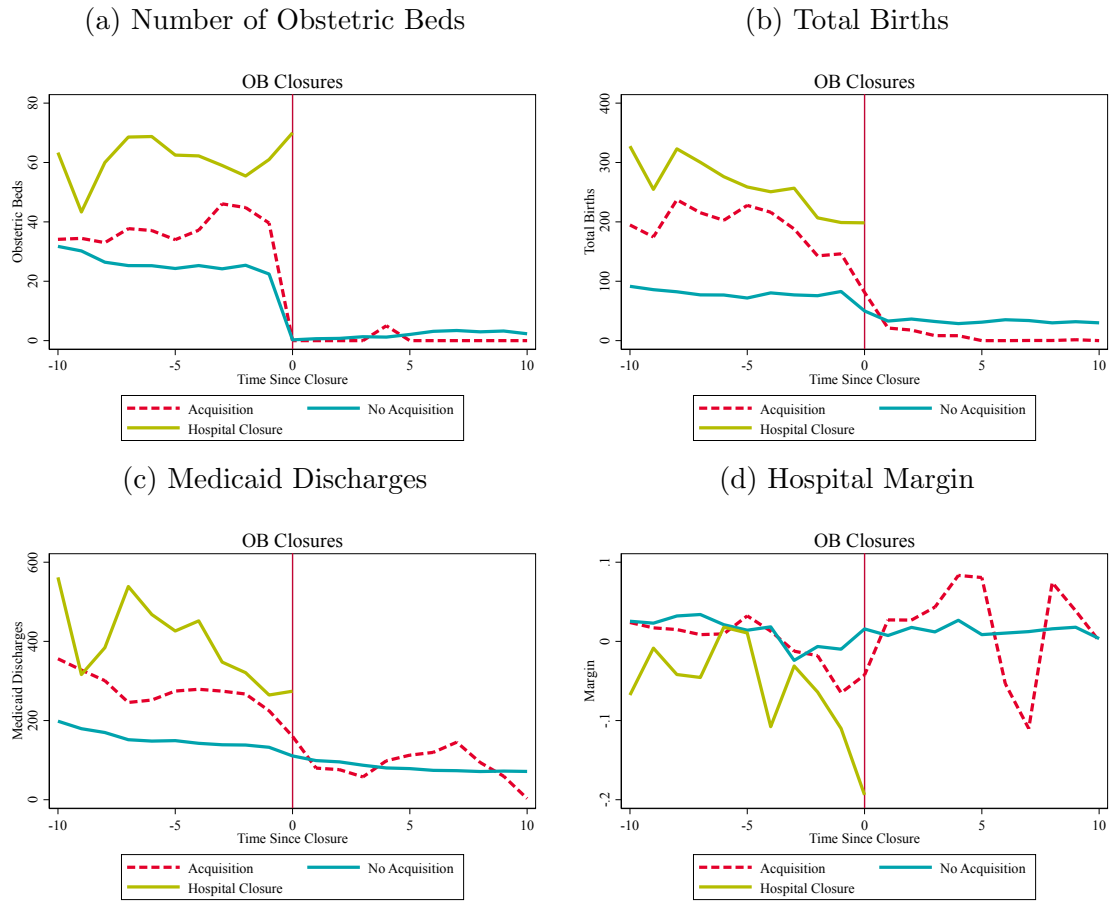 (a) Number of Obstetric Beds
OB Closures
Obstetric Beds
80
60
40
20
0
-10 -5 0 5 10
Time Since Closure
Acquisition No Acquisition
Hospital Closure
(b) Total Births
OB Closures
Total Births
400
300
200
100
0
-10 -5 0 5 10
Time Since Closure
Acquisition No Acquisition
Hospital Closure
(c) Medicaid Discharges
OB Closures
Medicaid Discharges
600
400
200
0
-10 -5 0 5 10
Time Since Closure
Acquisition No Acquisition
Hospital Closure
(d) Hospital Margin
OB Closures
Margin
.1
0
-.1
-.2
-10 -5 0 5 10
Time Since Closure
Acquisition No Acquisition
Hospital Closure